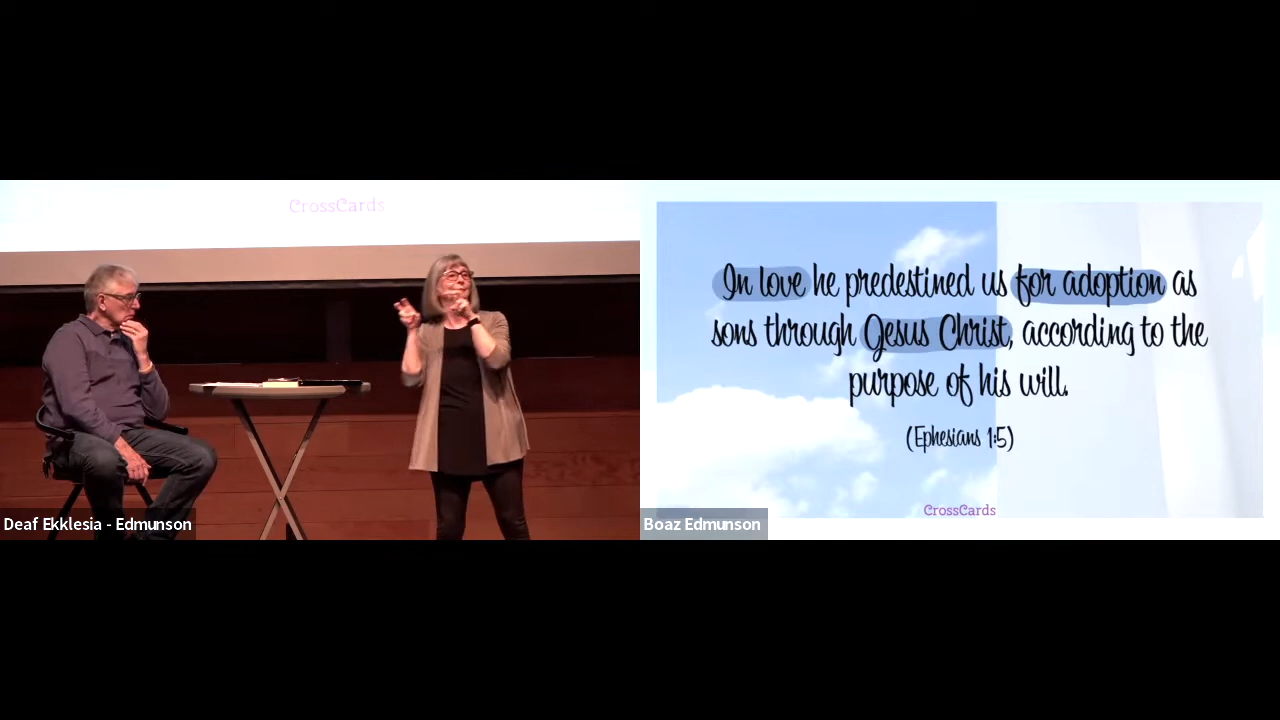 CrossCards
Deaf Ekklesia - Edmunson
In love he predestined us for adoption as
sons through Jesus Christ, according to the
purpose of his will.
(Ephesians 1:5)
CrossCards
Boaz Edmunson